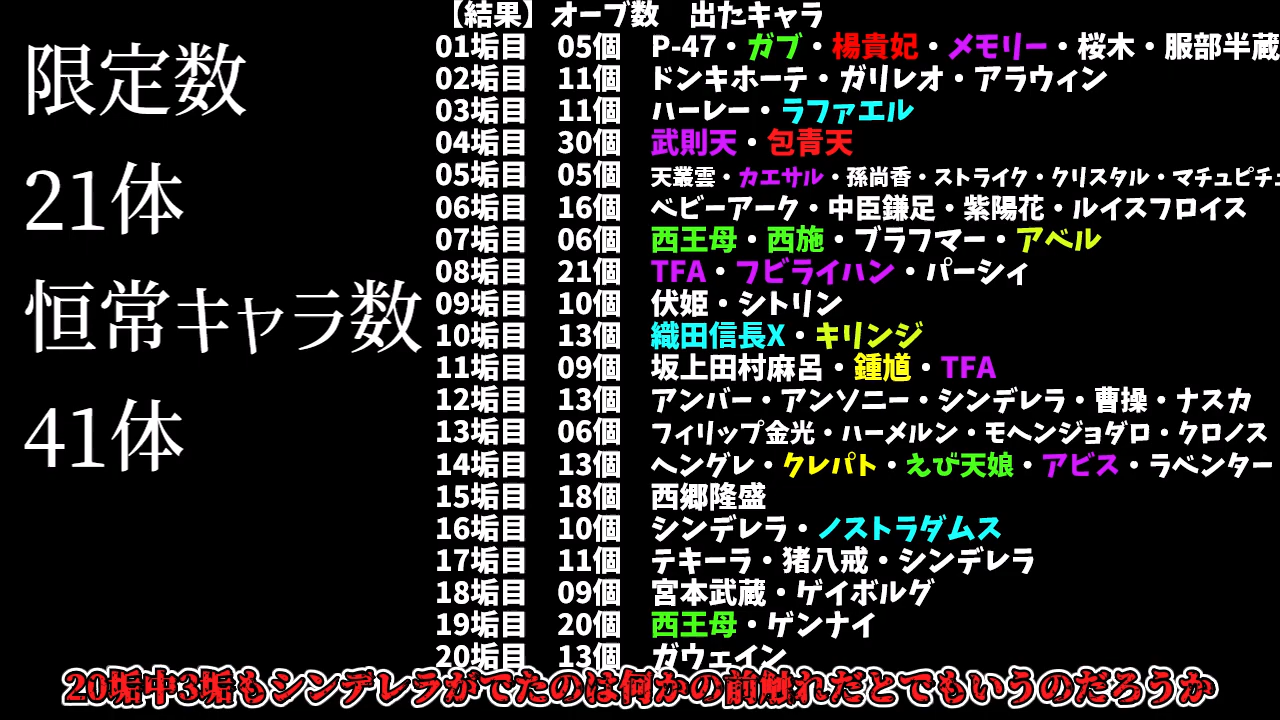 限定数
21体
恒常キャラ数
41体
【結果】オーブ数　出たキャラ
01垢目　05個　P-47・ガブ・楊貴妃・メモリー・桜木・服部半蔵
02垢目　11個　ドンキホーテ・ガリレオ・アラウィン
03垢目　11個　ハーレー・ラファエル
04垢目　30個　武則天・包青天
05垢目　05個　天叢雲・カエサル・孫尚香・ストライク・クリスタル・マチュピチュ
06垢目　16個　ベビーアーク・中臣鎌足・紫陽花・ルイスフロイス
07垢目　06個　西王母・西施・ブラフマー・アベル
08垢目　21個　TFA・フビライハン・パーシィ
09垢目　10個　伏姫・シトリン
10垢目　13個　織田信長X・キリンジ
11垢目　09個　坂上田村麻呂・鍾馗・TFA
12垢目　13個　アンバー・アンソニー・シンデレラ・曹操・ナスカ
13垢目　06個　フィリップ金光・ハーメルン・モヘンジョダロ・クロノス
14垢目　13個　ヘングレ・クレパト・えび天娘・アビス・ラベンター
15垢目　18個　西郷隆盛
16垢目　10個　シンデレラ・ノストラダムス
17垢目　11個　テキーラ・猪八戒・シンデレラ
18垢目　09個　宮本武蔵・ゲイボルグ
19垢目　20個　西王母・ゲンナイ
20垢目　13個　ガウェイン
20垢中3垢もシンデレラがでたのは何かの前触れだとでもいうのだろうか